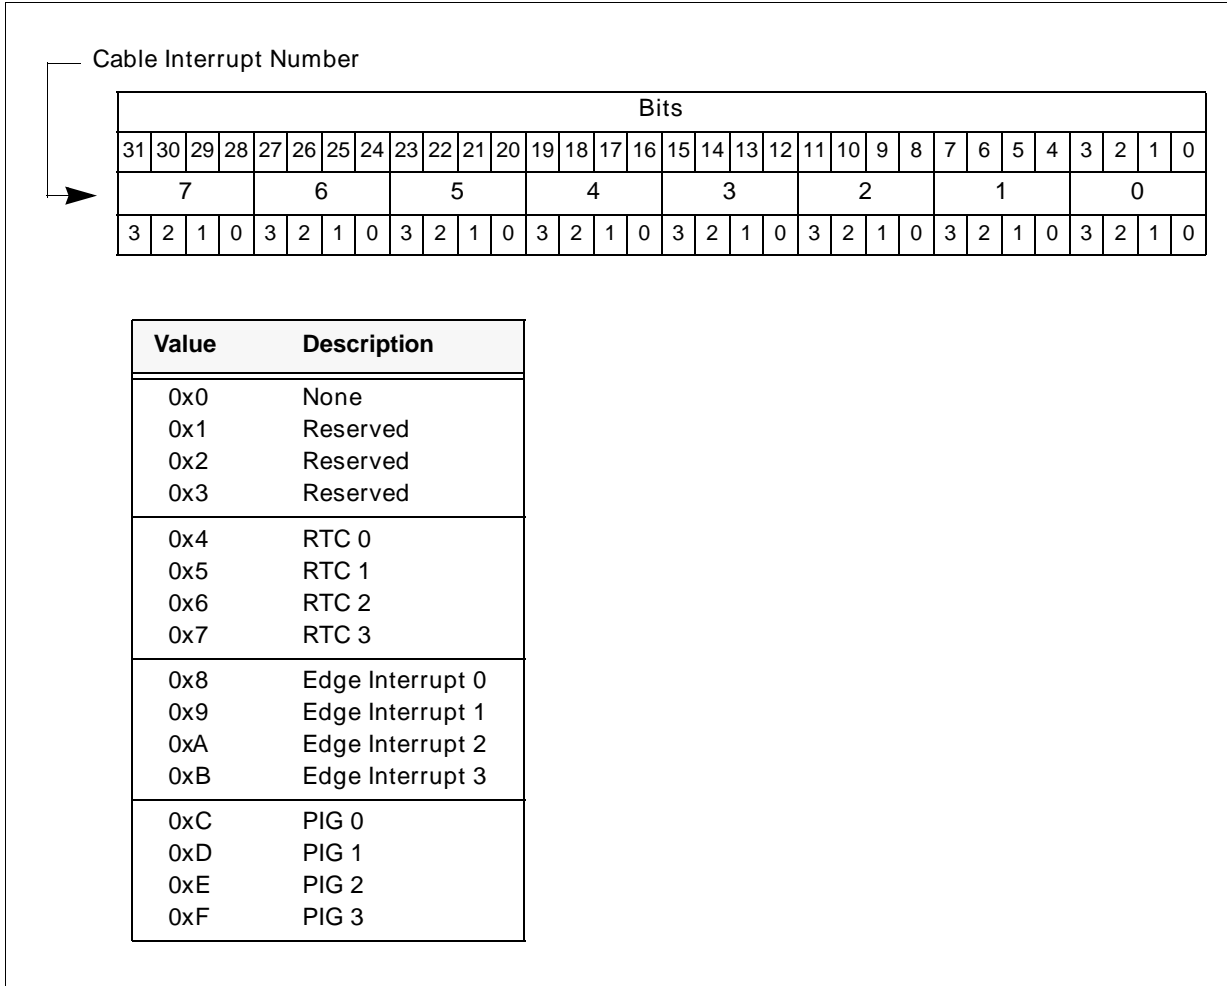 Cable Interrupt Number
Bits
31 30 29 28 27 26 25 24 23 22 21 20 19 18 17 16 15 14 13 12 11 10 9 8 7 6 5 4 3 2 1 0
7 6 5 4 3 2 1 0
3 2 1 0 3 2 1 0 3 2 1 0 3 2 1 0 3 2 1 0 3 2 1 0 3 2 1 0 3 2 1 0
Value Description
0x0 None
0x1 Reserved
0x2 Reserved
0x3 Reserved
0x4 RTC 0
0x5 RTC 1
0x6 RTC 2
0x7 RTC 3
0x8 Edge Interrupt 0
0x9 Edge Interrupt 1
0xA Edge Interrupt 2
0xB Edge Interrupt 3
0xC PIG 0
0xD PIG 1
0xE PIG 2
0xF PIG 3